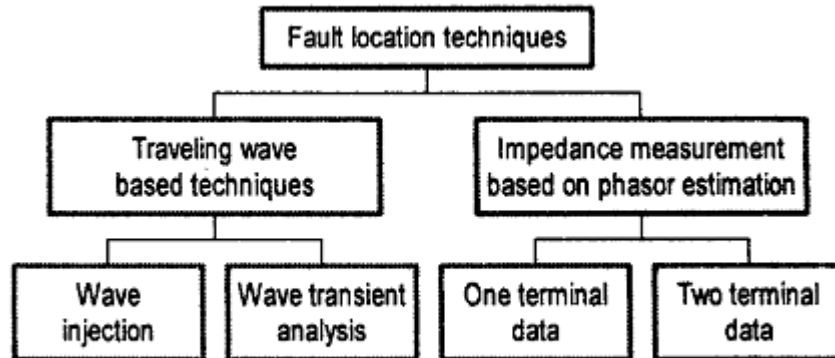 Fault location techniques
Traveling wave
based techniques
Impedance measurement
based on phasor estimation
Wave
injection
Wave transient
analysis
One terminal
data
Two terminal
data